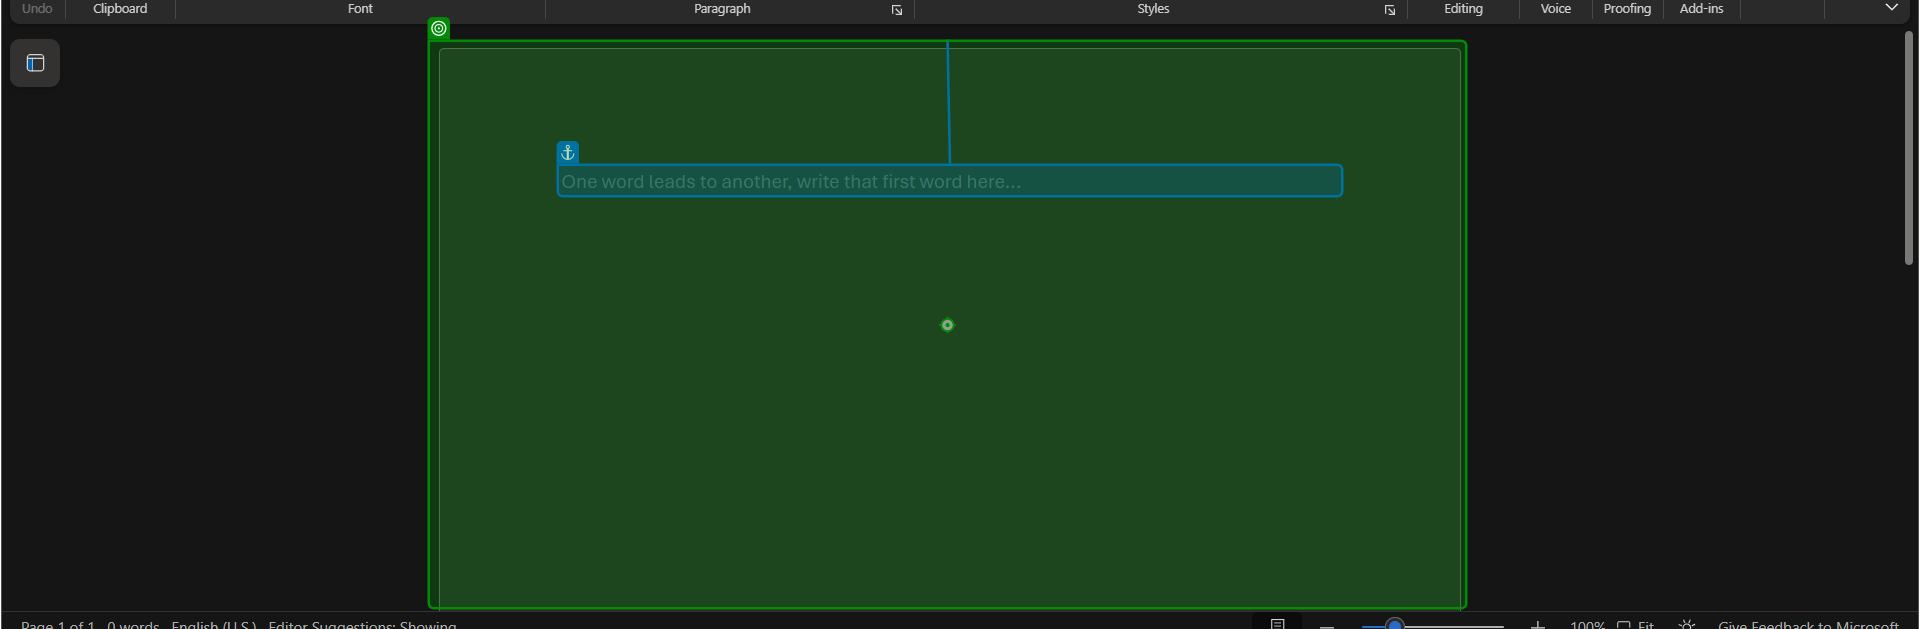 Undo Clipboard Font Paragraph Styles Editing Voice Proofing Add-ins
One word leads to another, write that first word here...
Page 1 of 1 0 words English (U.S.) Editor Suggestions: Showing 100% Fit Give Feedback to Microsoft